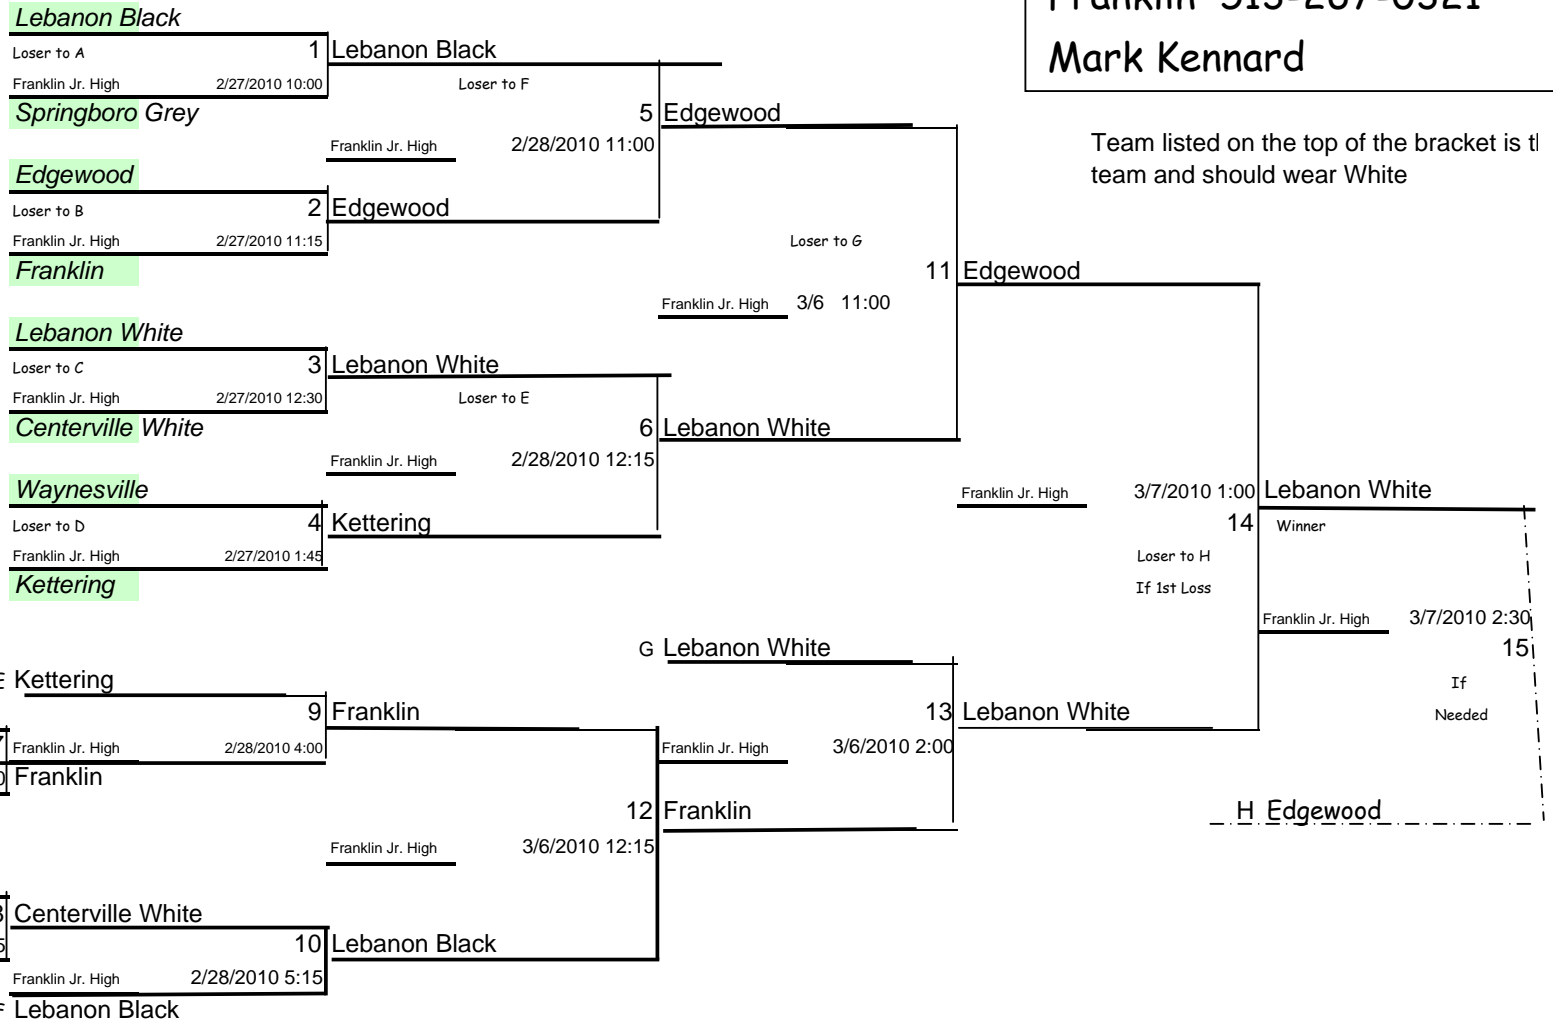 Franklin 513-267-0321
Mark Kennard
Team listed on the top of the bracket is
team and should wear White
Lebanon Black
Loser to A
1 Lebanon Black
Franklin Jr. High 2/27/2010 10:00
Loser to F
Springboro Grey
5 Edgewood
Franklin Jr. High 2/28/2010 11:00
Edgewood
Loser to B
2 Edgewood
Franklin Jr. High 2/27/2010 11:15
Loser to G
Franklin
11 Edgewood
Franklin Jr. High 3/6 11:00
Lebanon White
Loser to C
3 Lebanon White
Franklin Jr. High 2/27/2010 12:30
Loser to E
Centerville White
6 Lebanon White
Franklin Jr. High 2/28/2010 12:15
Waynesville
Franklin Jr. High 3/7/2010 1:00 Lebanon White
Loser to D
4 Kettering
14 Winner
Franklin Jr. High 2/27/2010 1:45
Loser to H
Kettering
If 1st Loss
Franklin Jr. High 3/7/2010 2:30
G Lebanon White
15
Kettering
If
9 Franklin
13 Lebanon White
Needed
Franklin Jr. High 2/28/2010 4:00
Franklin Jr. High 3/6/2010 2:00
Franklin
12 Franklin
H Edgewood
Franklin Jr. High 3/6/2010 12:15
Centerville White
10 Lebanon Black
Franklin Jr. High 2/28/2010 5:15
Lebanon Black